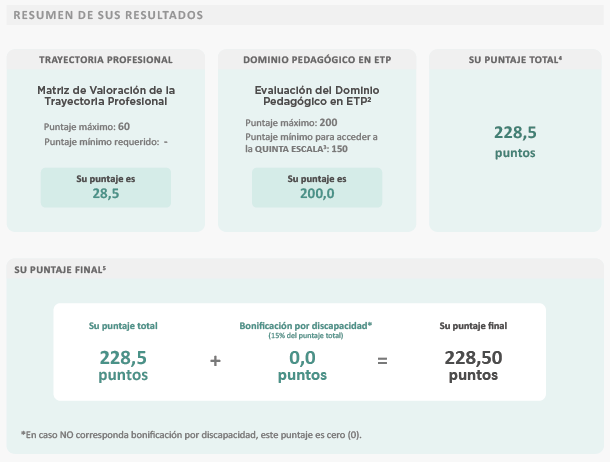 RESUMEN DE SUS RESULTADOS
TRAYECTORIA PROFESIONAL
Matriz de Valoración de la
Trayectoria Profesional
Puntaje máximo: 60
Puntaje mínimo requerido: -
Su puntaje es
28,5
DOMINIO PEDAGÓGICO EN ETP
Evaluación del Dominio
Pedagógico en ETP²
Puntaje máximo: 200
Puntaje mínimo para acceder a
la QUINTA ESCALA³: 150
Su puntaje es
200,0
SU PUNTAJE TOTAL⁴
228,5
puntos
SU PUNTAJE FINAL⁵
Su puntaje total
228,5
puntos
+
Bonificación por discapacidad*
(15% del puntaje total)
0,0
puntos
=
Su puntaje final
228,50
puntos
*En caso NO corresponda bonificación por discapacidad, este puntaje es cero (0).